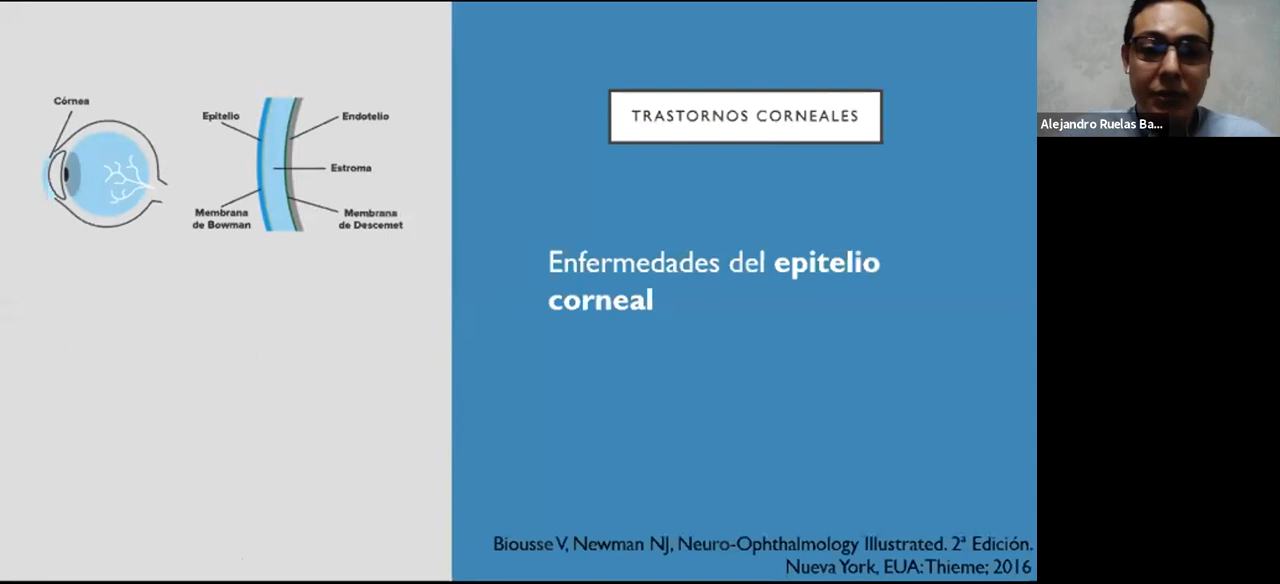 Córnea
Epitelio
Endotelio
Estroma
Membrana
de Bowman
Membrana
de Descemet
TRASTORNOS CORNEALES
Enfermedades del epitelio
corneal
Biousse V, Newman NJ, Neuro-Ophthalmology Illustrated. 2ª Edición.
Nueva York, EUA: Thieme; 2016
Alejandro Ruelas Ba...